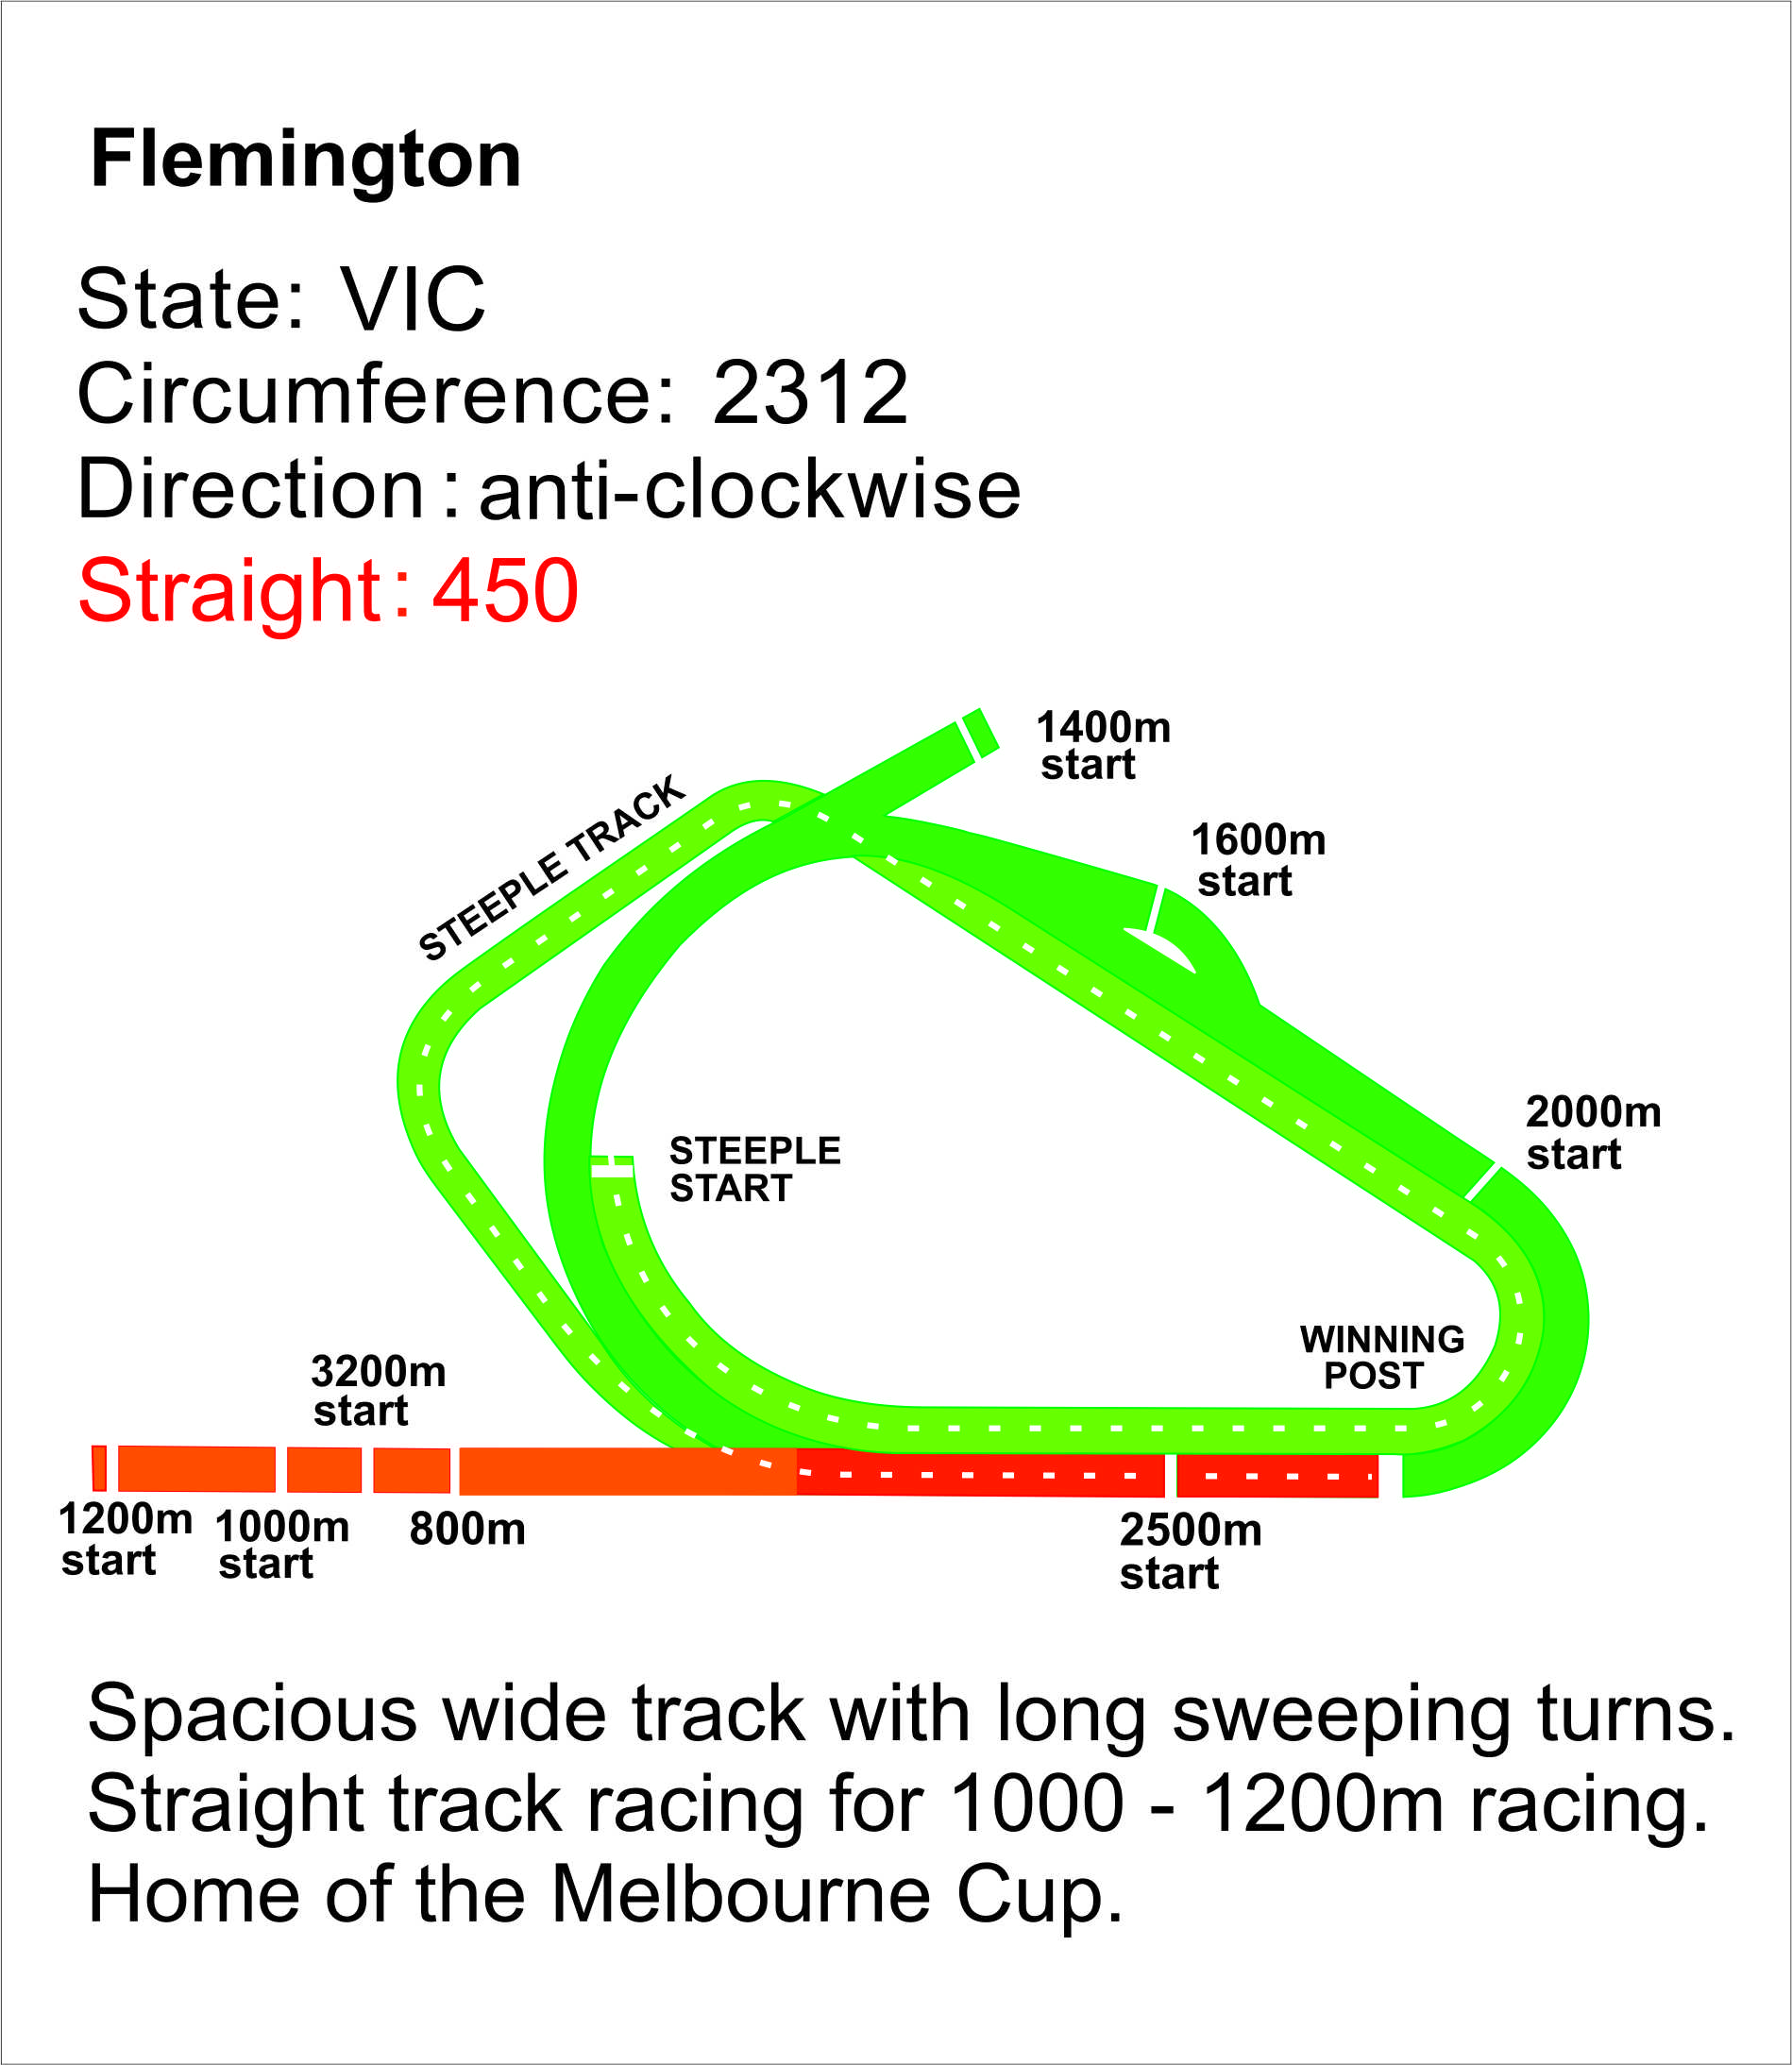 Flemington
State: VIC
Circumference: 2312
Direction : anti-clockwise
Straight: 450
1400m
start
STEEPLE TRACK
1600m
start
2000m
start
STEEPLE
START
WINNING
POST
3200m
start
1200m
start
1000m
start
800m
2500m
start
Spacious wide track with long sweeping turns.
Straight track racing for 1000 - 1200m racing.
Home of the Melbourne Cup.